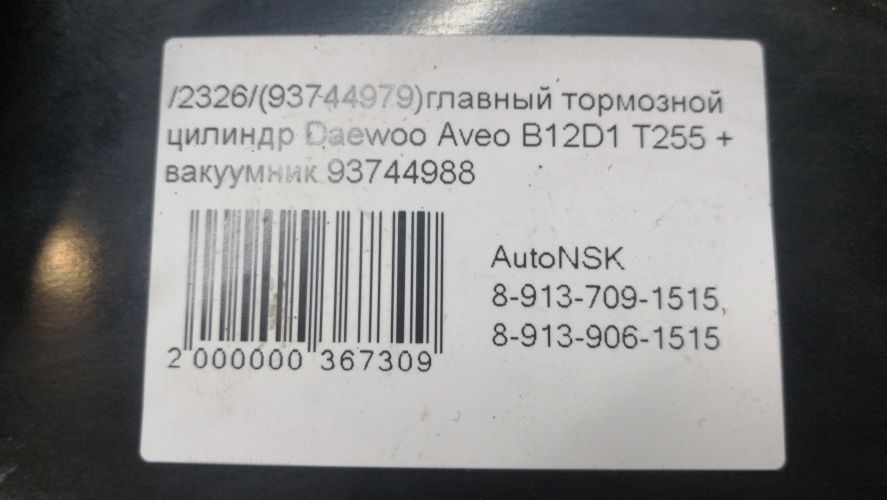 /2326/(93744979)главный тормозной
цилиндр Daewoo Aveo B12D1 T255 +
вакуумник 93744988
AutoNSK
8-913-709-1515,
8-913-906-1515
2 000000 367309